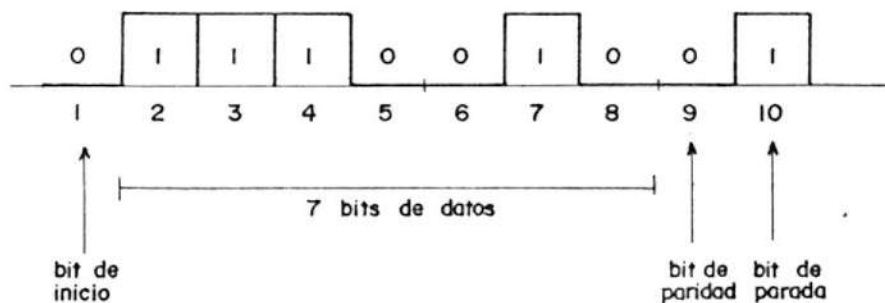 0 1 1 1 0 0 1 0 0 1
1 2 3 4 5 6 7 8 9 10
7 bits de datos
bit de
inicio
bit de
paridad
bit de
parada